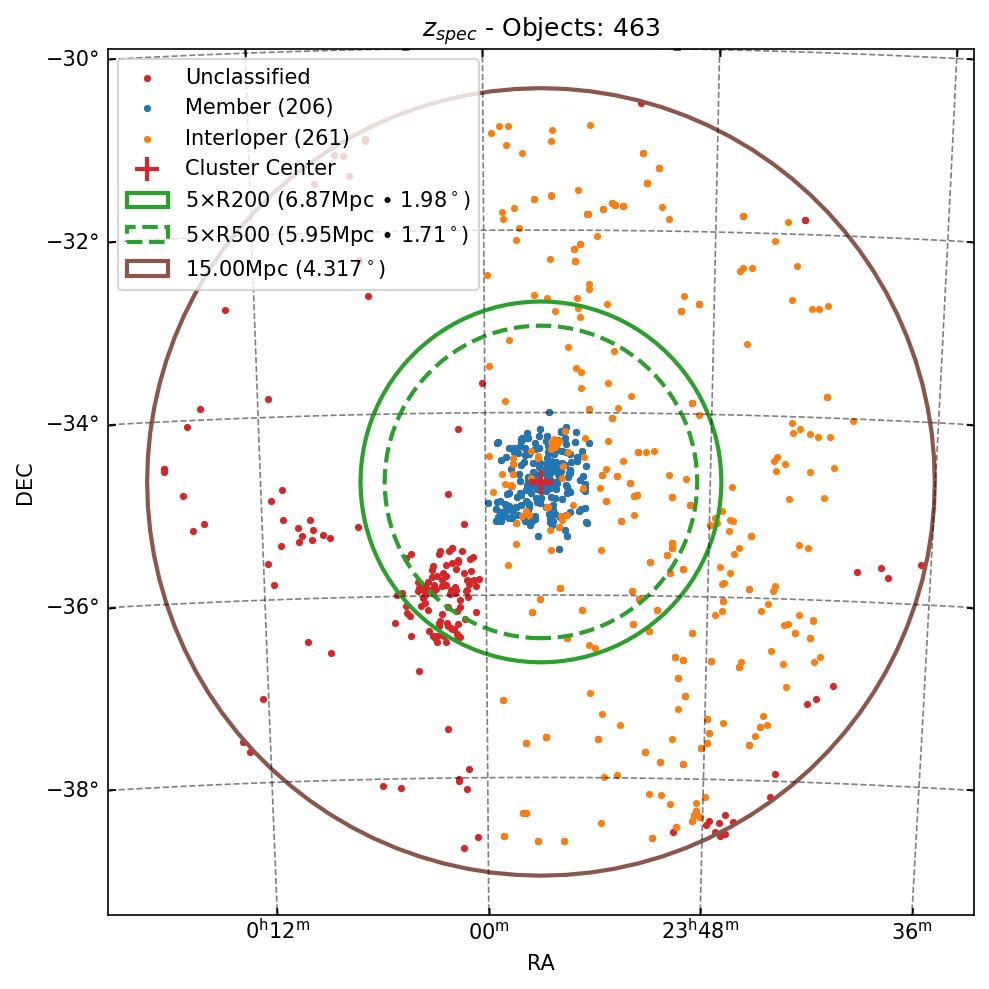 z_spec - Objects: 463
Unclassified
Member (206)
Interloper (261)
Cluster Center
5×R200 (6.87Mpc • 1.98°)
5×R500 (5.95Mpc • 1.71°)
15.00Mpc (4.317°)
−30°
−32°
−34°
−36°
−38°
DEC
0ʰ12ᵐ
00ᵐ
23ʰ48ᵐ
36ᵐ
RA